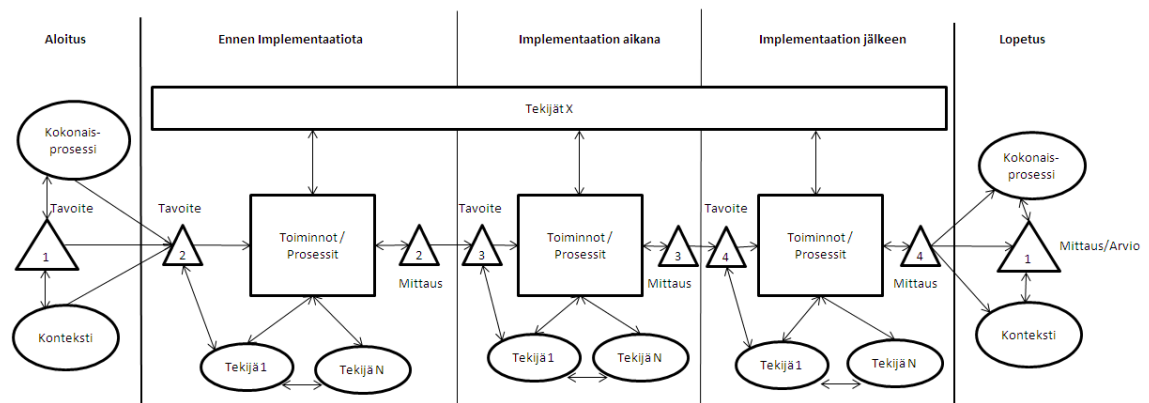 Aloitus
Ennen Implementaatiota
Implementaation aikana
Implementaation jälkeen
Lopetus
Tekijät X
Kokonais-
prosessi
Tavoite
1
Konteksti
Tavoite
2
Toiminnot /
Prosessit
2
Mittaus
Tekijä 1
Tekijä N
Tavoite
3
Toiminnot /
Prosessit
3
Mittaus
Tekijä 1
Tekijä N
Tavoite
4
Toiminnot /
Prosessit
4
Mittaus
Tekijä 1
Tekijä N
Kokonais-
prosessi
1
Mittaus/Arvio
Konteksti